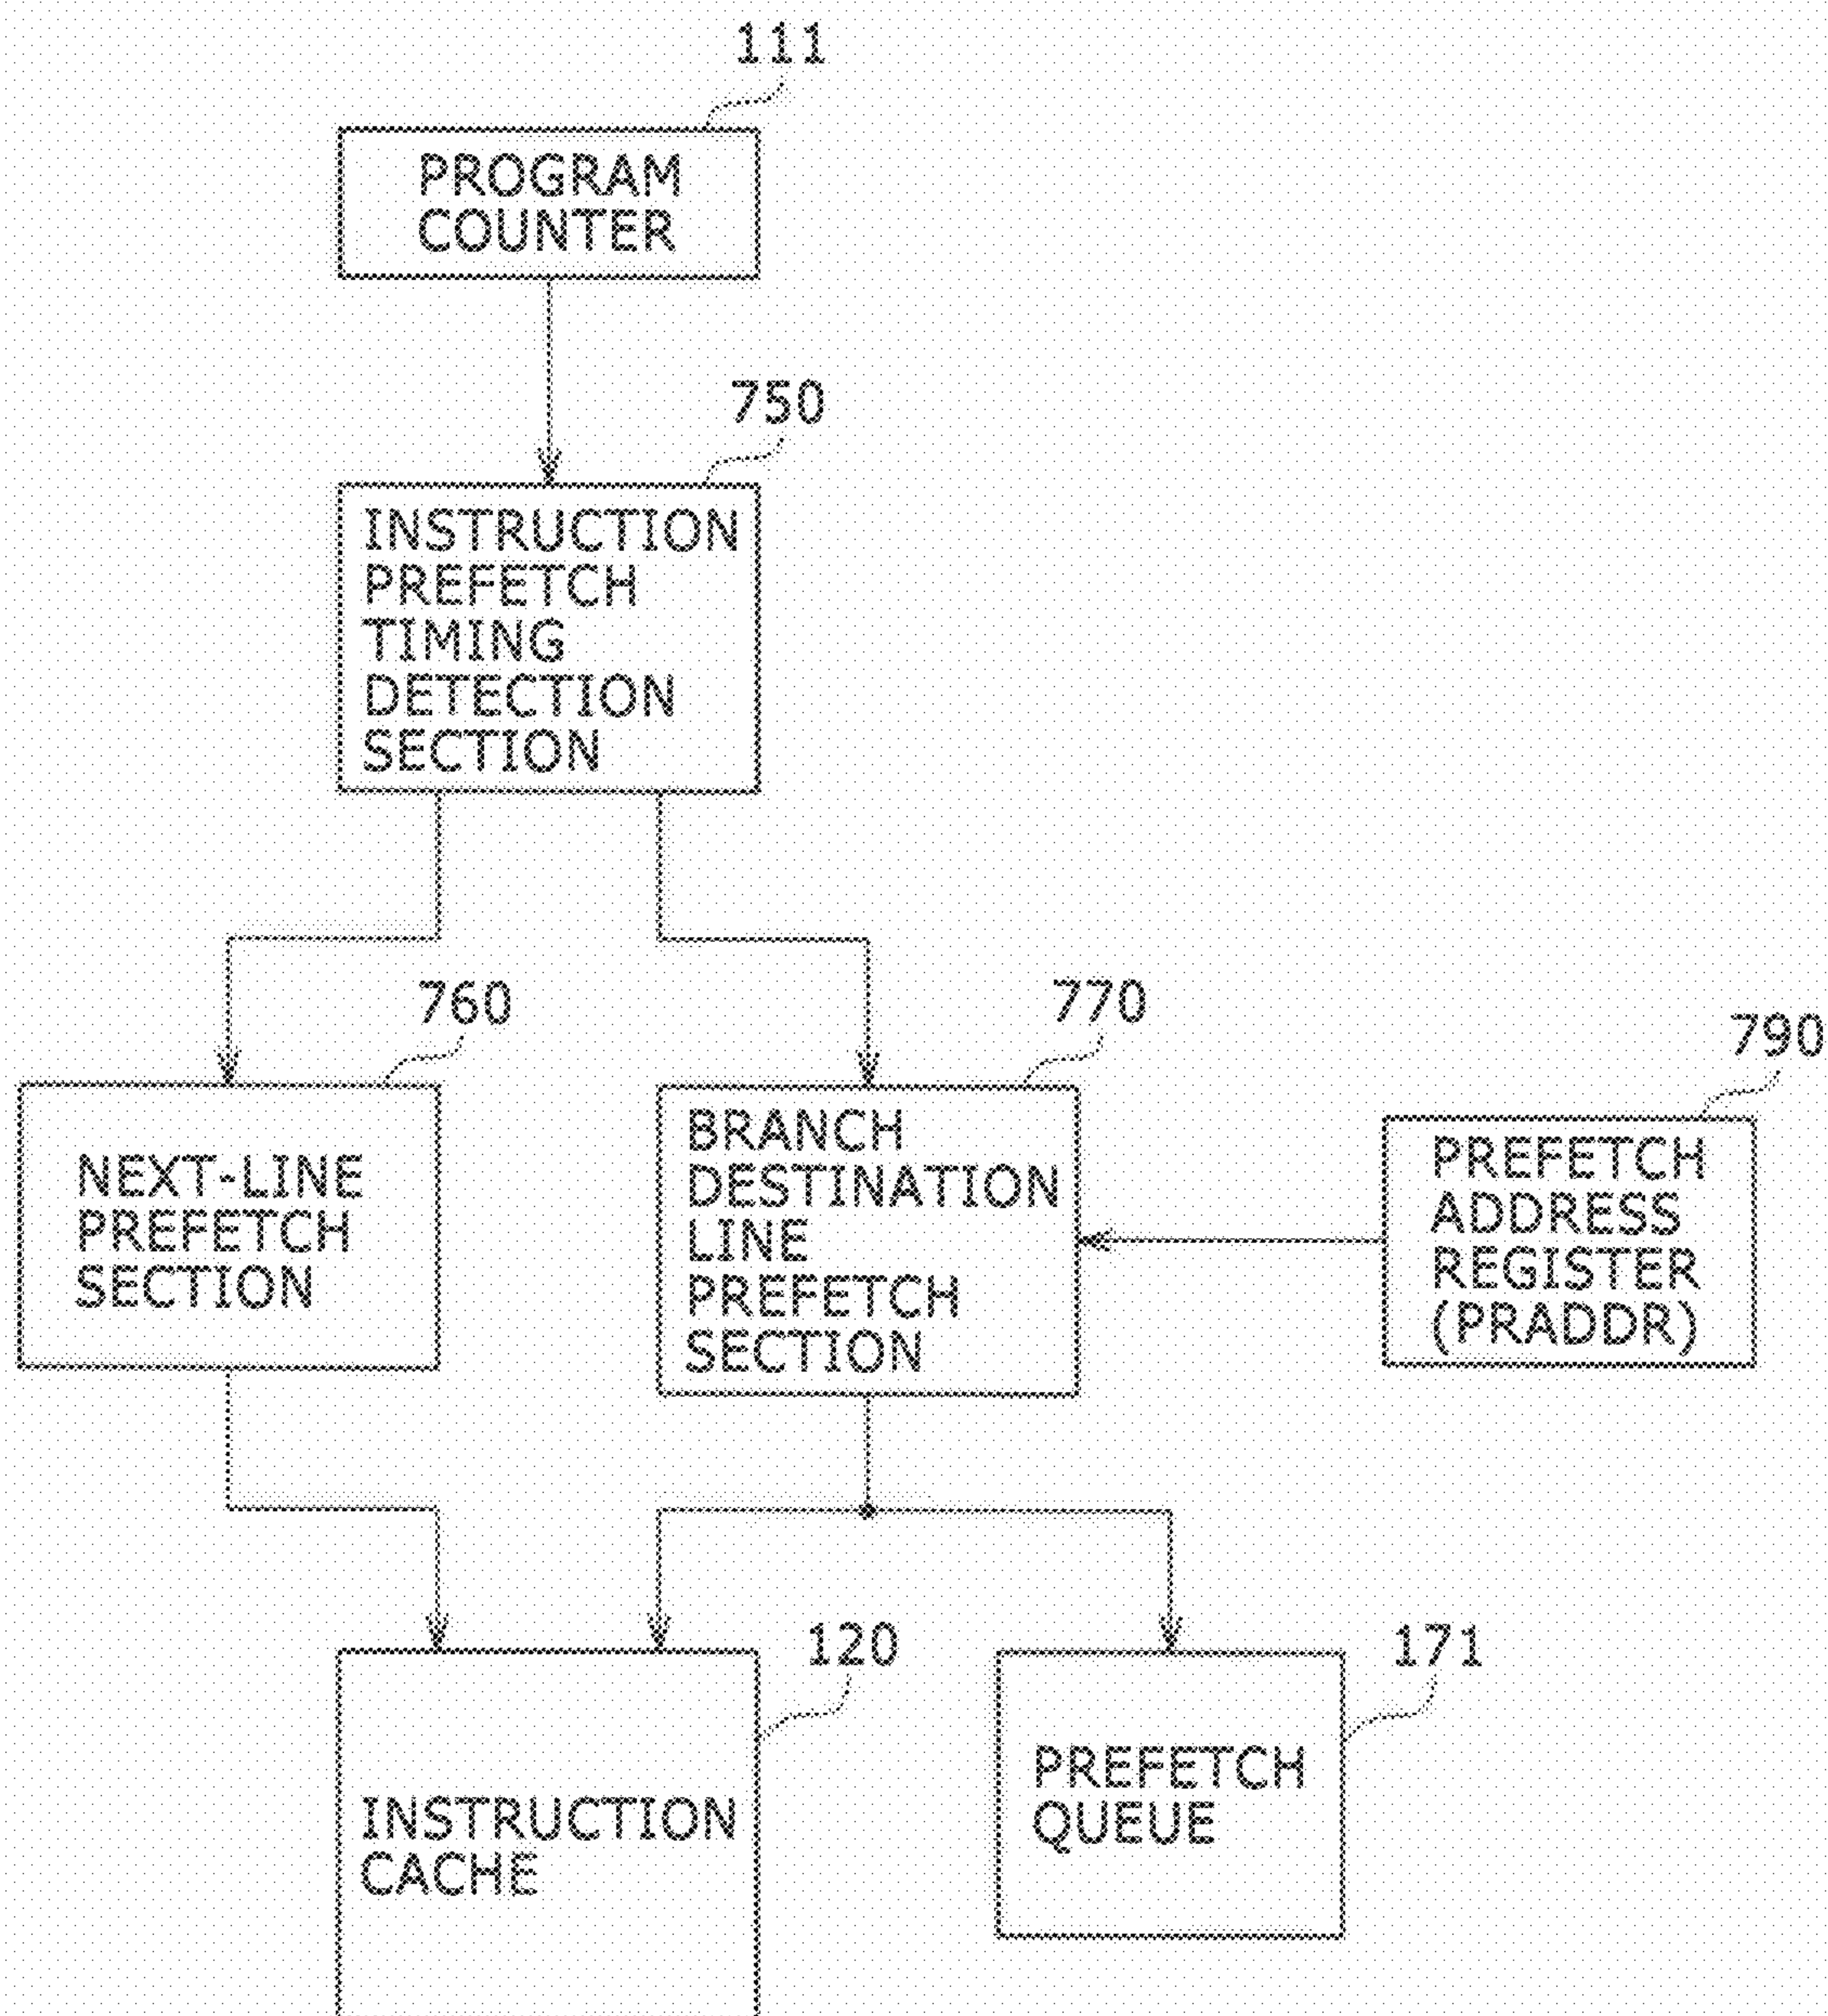 111
PROGRAM
COUNTER
750
INSTRUCTION
PREFETCH
TIMING
DETECTION
SECTION
760
NEXT-LINE
PREFETCH
SECTION
770
BRANCH
DESTINATION
LINE
PREFETCH
SECTION
790
PREFETCH
ADDRESS
REGISTER
(PRADDR)
120
INSTRUCTION
CACHE
171
PREFETCH
QUEUE